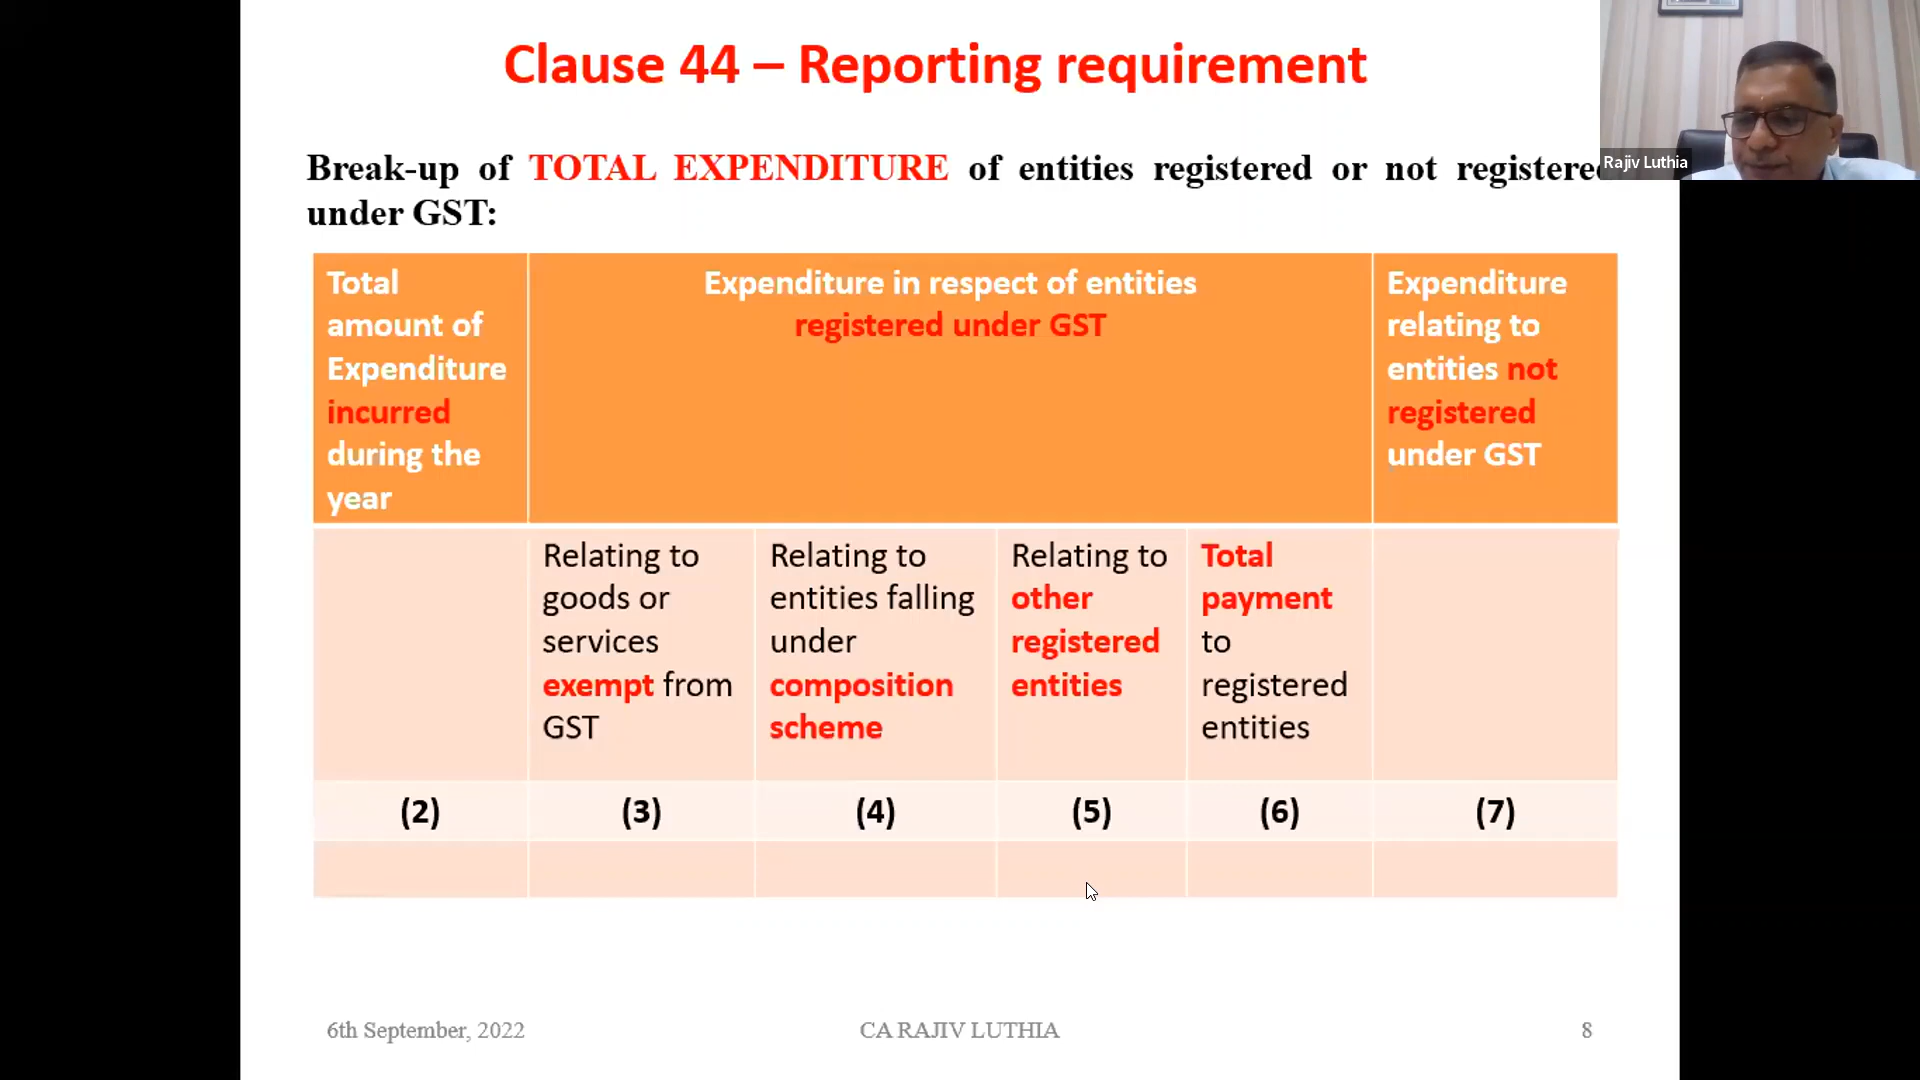 Clause 44 – Reporting requirement
Rajiv Luthia
Break-up of TOTAL EXPENDITURE of entities registered or not registered
under GST:
Total
amount of
Expenditure
incurred
during the
year
Expenditure in respect of entities
registered under GST
Expenditure
relating to
entities not
registered
under GST
Relating to
goods or
services
exempt from
GST
Relating to
entities falling
under
composition
scheme
Relating to
other
registered
entities
Total
payment
to
registered
entities
(2) (3) (4) (5) (6) (7)
6th September, 2022 CA RAJIV LUTHIA 8